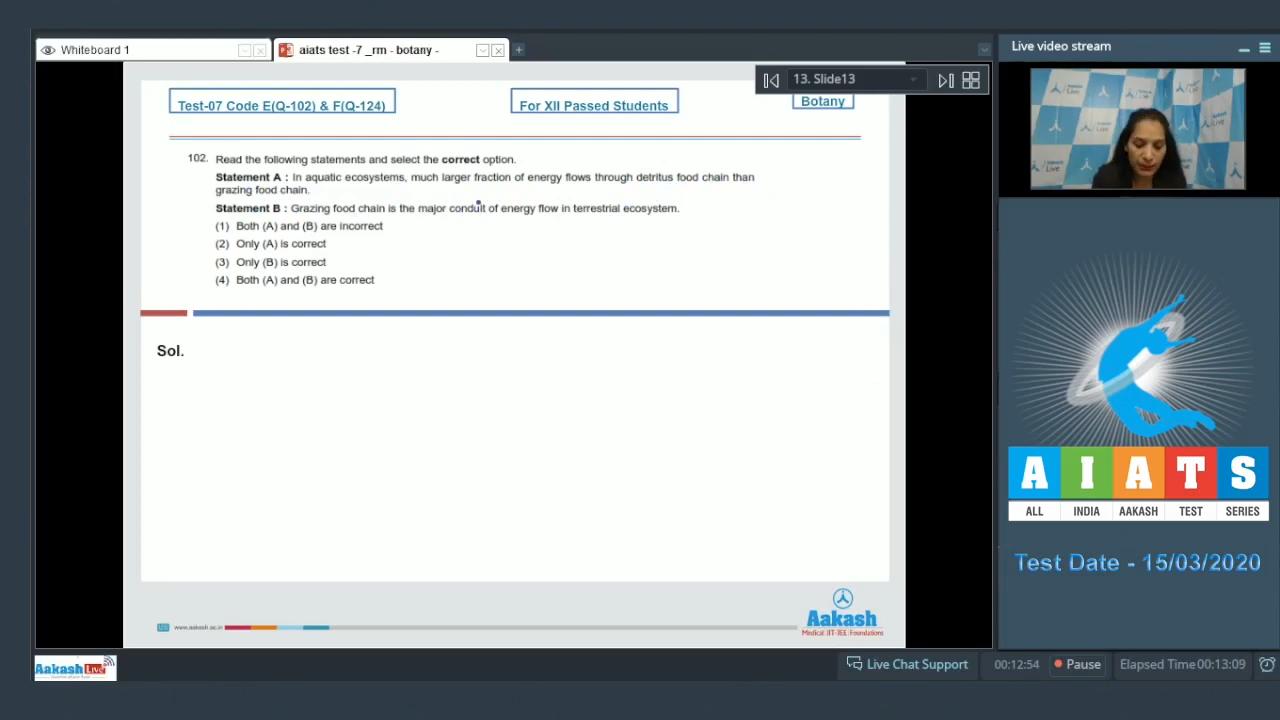 Whiteboard 1
aiats test -7 _rm - botany -
Live video stream
13. Slide13
Test-07 Code E(Q-102) & F(Q-124)
For XII Passed Students
Botany
102. Read the following statements and select the correct option.
Statement A : In aquatic ecosystems, much larger fraction of energy flows through detritus food chain than
grazing food chain.
Statement B : Grazing food chain is the major conduit of energy flow in terrestrial ecosystem.
(1) Both (A) and (B) are incorrect
(2) Only (A) is correct
(3) Only (B) is correct
(4) Both (A) and (B) are correct
Sol.
A I A T S
ALL INDIA AAKASH TEST SERIES
Test Date - 15/03/2020
Aakash
Medical|IIT-JEE|Foundations
www.aakash.ac.in
Aakash Live
Live Chat Support
00:12:54
Pause
Elapsed Time 00:13:09